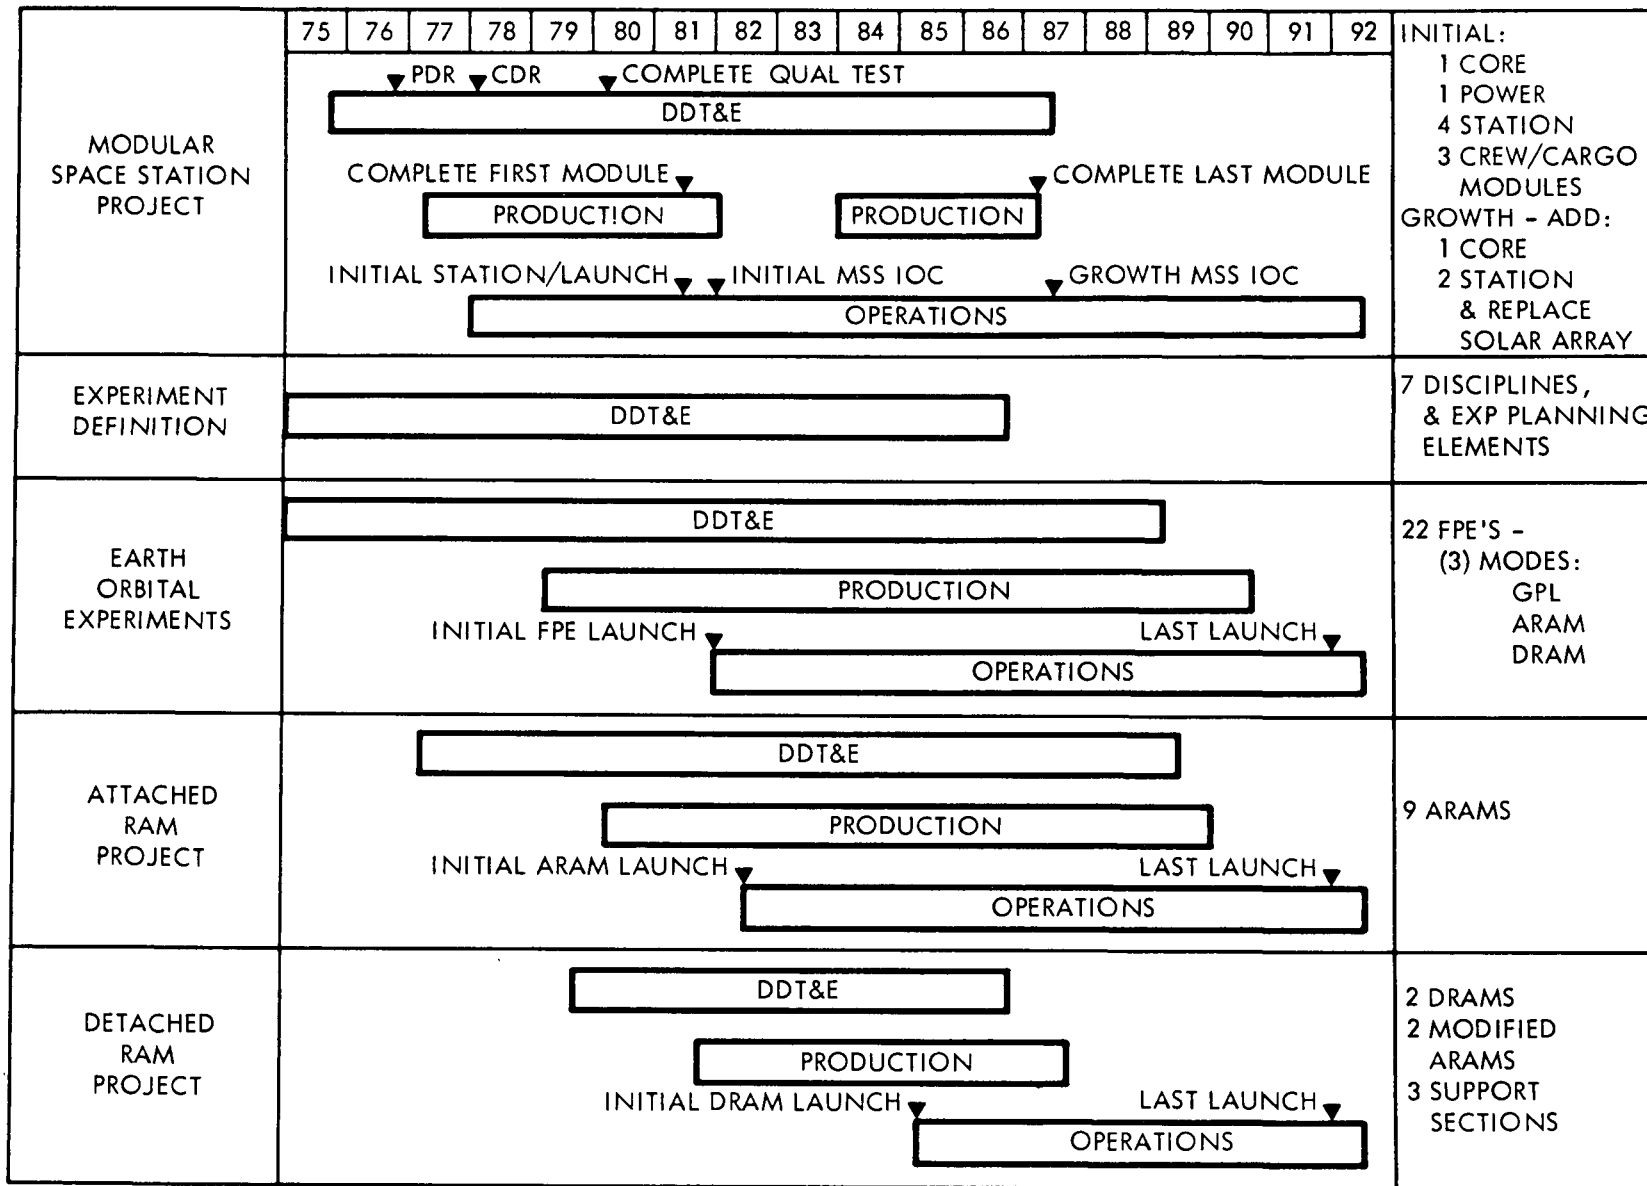 75 76 77 78 79 80 81 82 83 84 85 86 87 88 89 90 91 92
MODULAR
SPACE STATION
PROJECT
PDR CDR COMPLETE QUAL TEST
DDT&E
COMPLETE FIRST MODULE COMPLETE LAST MODULE
PRODUCTION PRODUCTION
INITIAL STATION/LAUNCH INITIAL MSS IOC GROWTH MSS IOC
OPERATIONS
INITIAL:
1 CORE
1 POWER
4 STATION
3 CREW/CARGO
MODULES
GROWTH - ADD:
1 CORE
2 STATION
& REPLACE
SOLAR ARRAY
EXPERIMENT
DEFINITION
DDT&E
7 DISCIPLINES,
& EXP PLANNING
ELEMENTS
EARTH
ORBITAL
EXPERIMENTS
DDT&E
PRODUCTION
INITIAL FPE LAUNCH LAST LAUNCH
OPERATIONS
22 FPE'S -
(3) MODES:
GPL
ARAM
DRAM
ATTACHED
RAM
PROJECT
DDT&E
PRODUCTION
INITIAL ARAM LAUNCH LAST LAUNCH
OPERATIONS
9 ARAMS
DETACHED
RAM
PROJECT
DDT&E
PRODUCTION
INITIAL DRAM LAUNCH LAST LAUNCH
OPERATIONS
2 DRAMS
2 MODIFIED
ARAMS
3 SUPPORT
SECTIONS